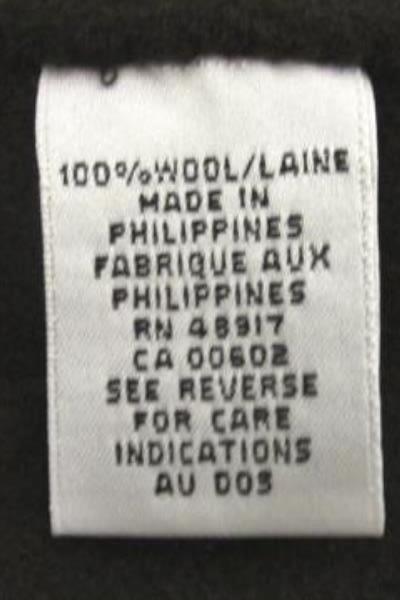 100% WOOL/LAINE
MADE IN
PHILIPPINES
FABRIQUE AUX
PHILIPPINES
RN 48917
CA 00602
SEE REVERSE
FOR CARE
INDICATIONS
AU DOS